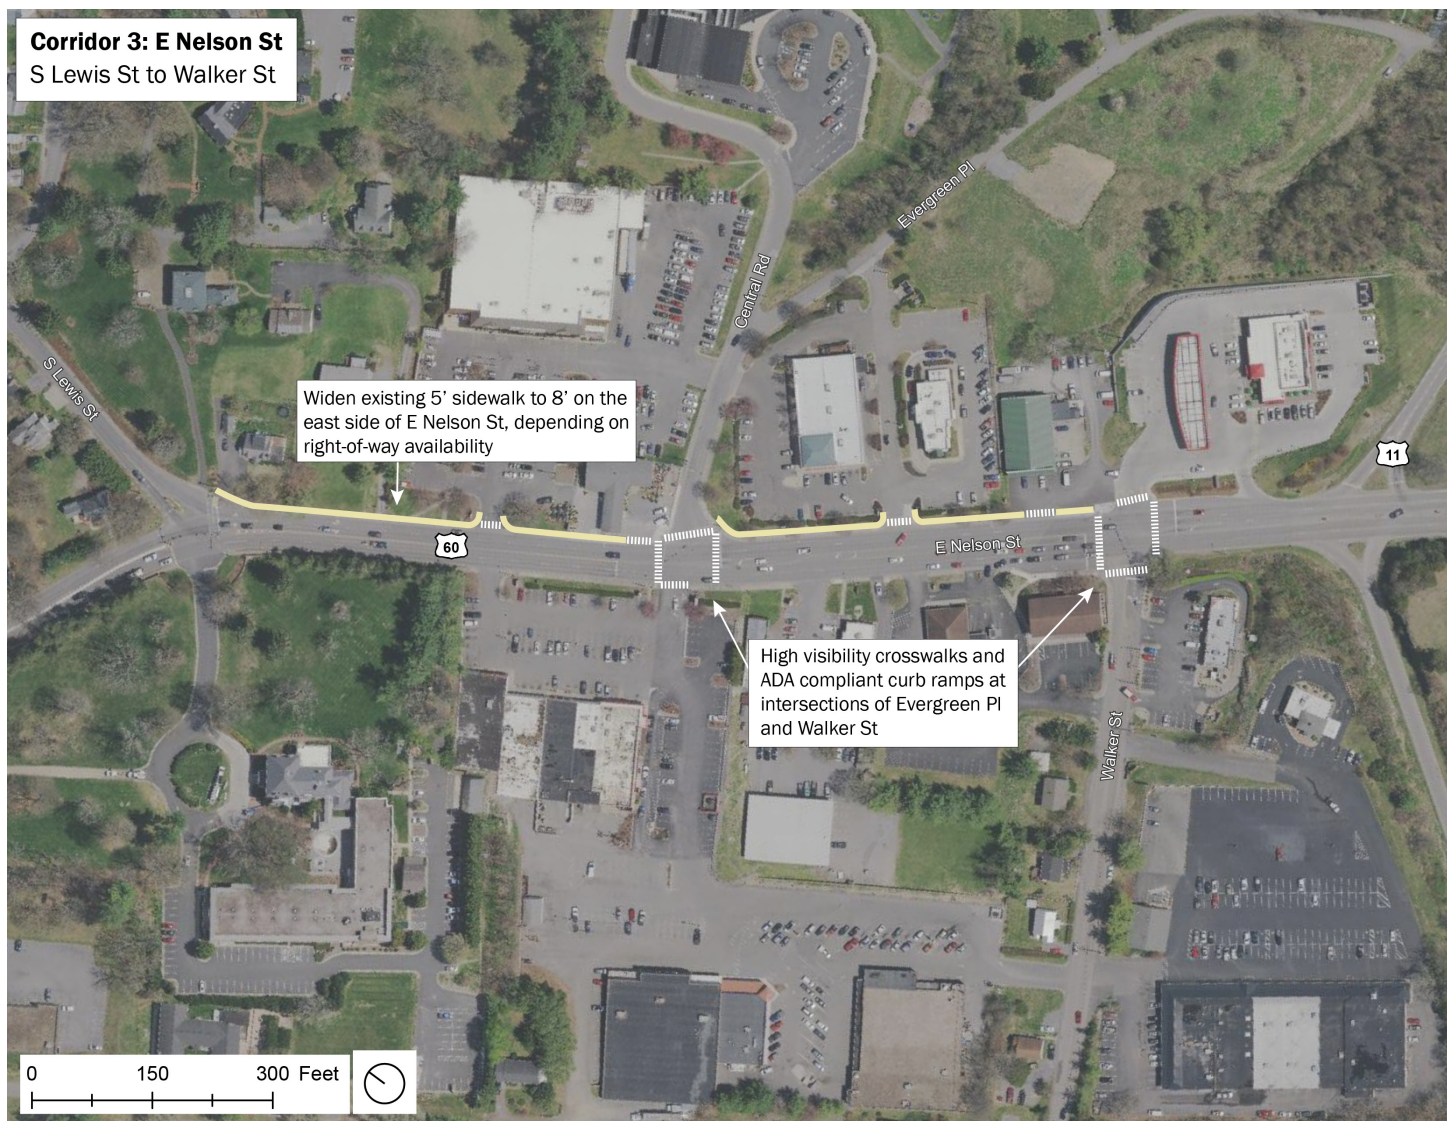 Corridor 3: E Nelson St
S Lewis St to Walker St
Evergreen Pl
Central Rd
S Lewis St
Widen existing 5’ sidewalk to 8’ on the
east side of E Nelson St, depending on
right-of-way availability
11
60
E Nelson St
High visibility crosswalks and
ADA compliant curb ramps at
intersections of Evergreen Pl
and Walker St
Walker St
0 150 300 Feet